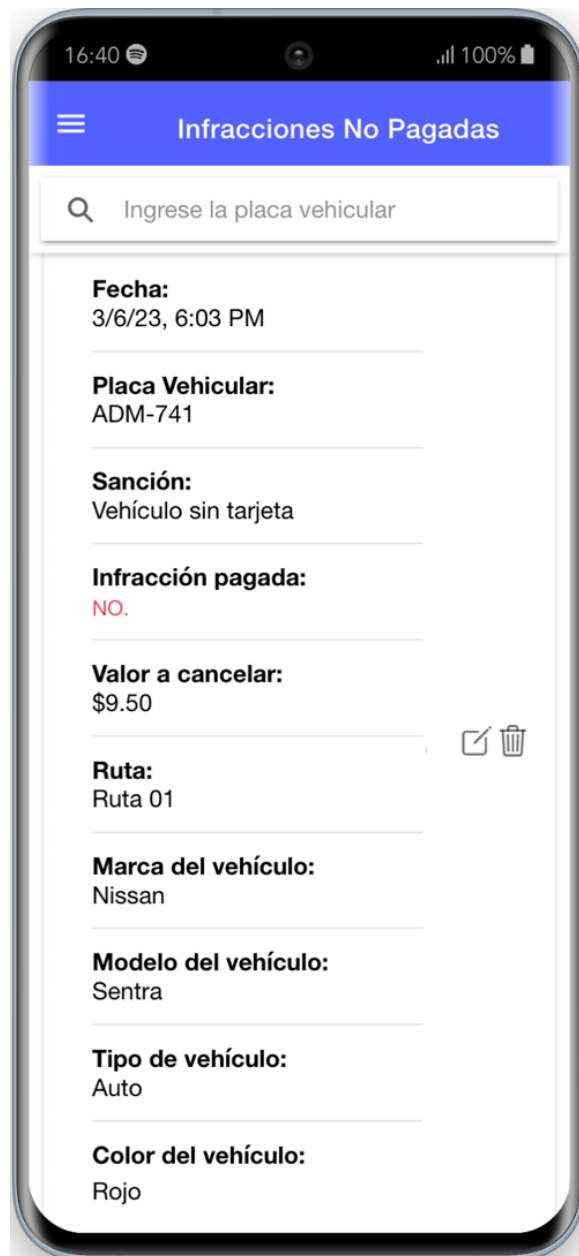 16:40
100%
Infracciones No Pagadas
Ingrese la placa vehicular
Fecha:
3/6/23, 6:03 PM
Placa Vehicular:
ADM-741
Sanción:
Vehículo sin tarjeta
Infracción pagada:
NO.
Valor a cancelar:
$9.50
Ruta:
Ruta 01
Marca del vehículo:
Nissan
Modelo del vehículo:
Sentra
Tipo de vehículo:
Auto
Color del vehículo:
Rojo